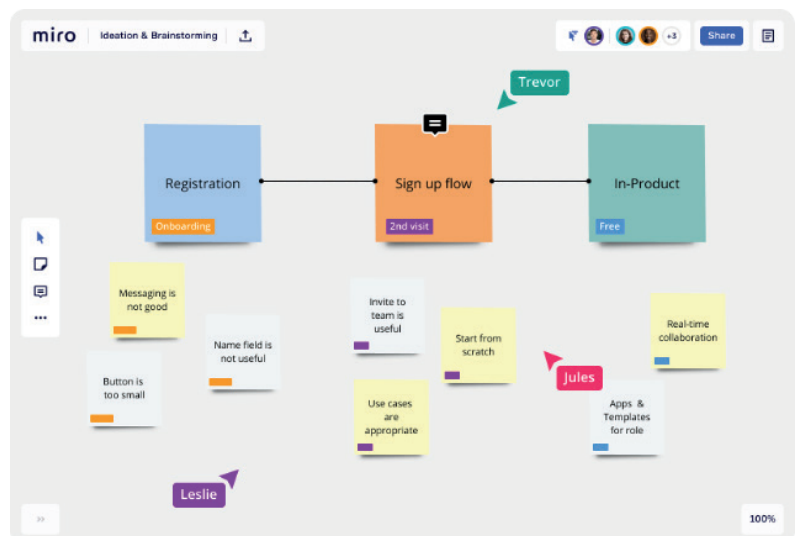 miro
Ideation & Brainstorming
+3
Share
Trevor
Registration
Onboarding
Sign up flow
2nd visit
In-Product
Free
Messaging is
not good
Name field is
not useful
Button is
too small
Invite to
team is
useful
Start from
scratch
Use cases
are
appropriate
Real-time
collaboration
Jules
Apps &
Templates
for role
Leslie
100%